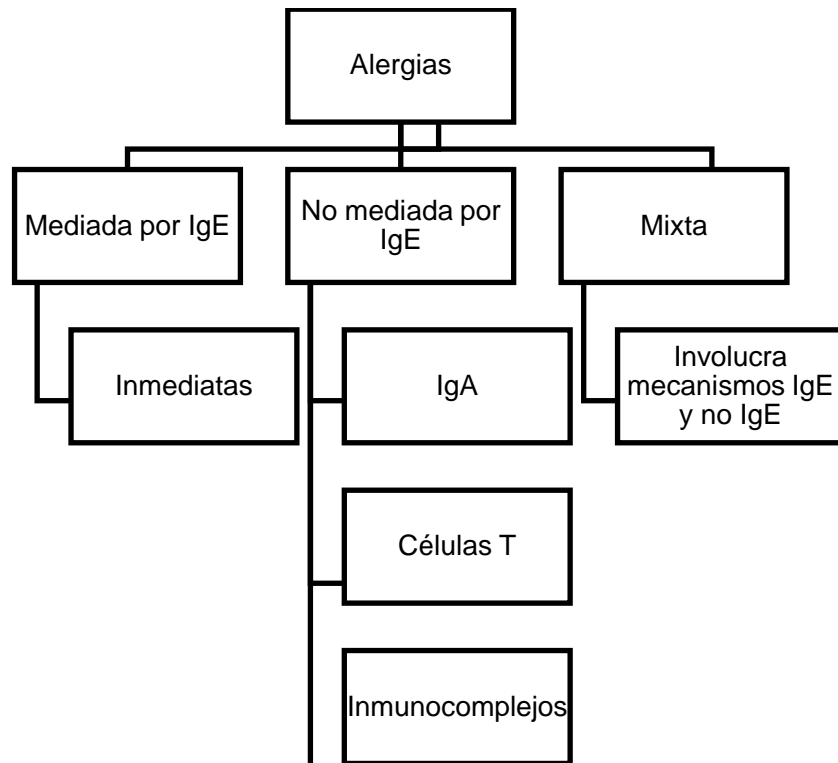 Alergias
Mediada por IgE
No mediada por
IgE
Mixta
Inmediatas
IgA
Involucra
mecanismos IgE
y no IgE
Células T
Inmunocomplejos